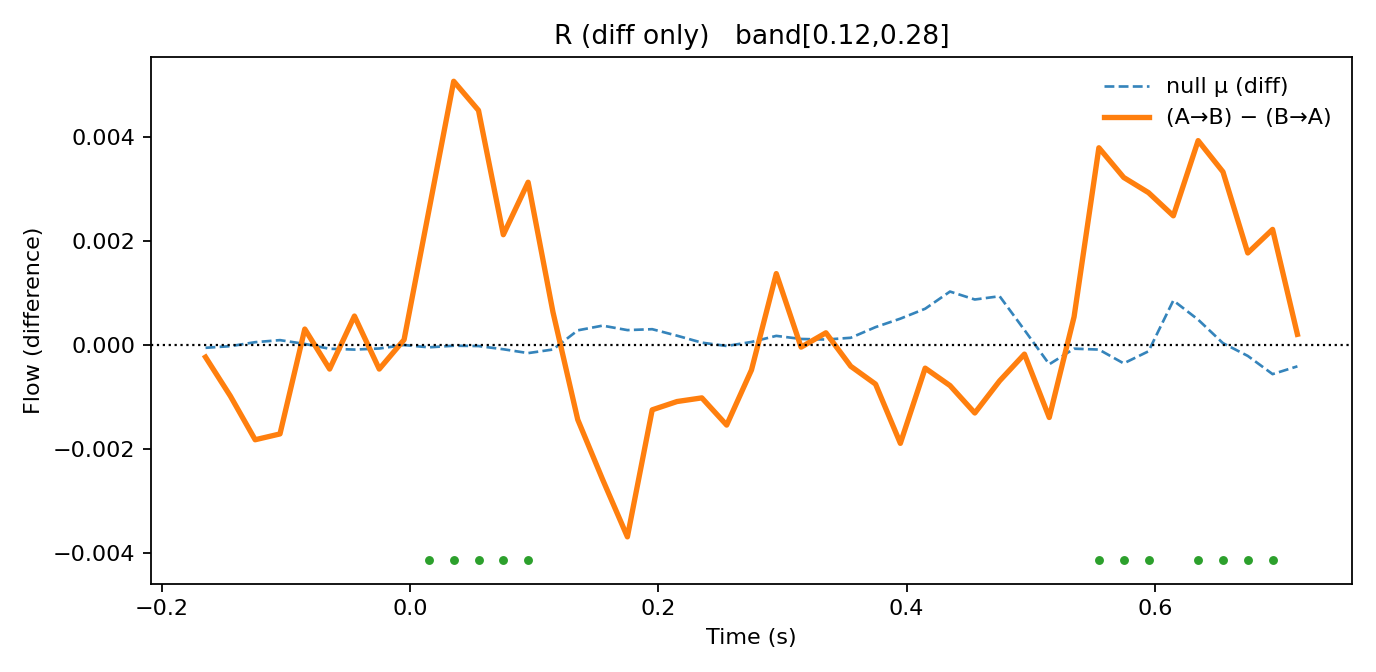 R (diff only)   band[0.12,0.28]
null μ (diff)
(A→B) − (B→A)
Flow (difference)
0.004
0.002
0.000
−0.002
−0.004
−0.2
0.0
0.2
0.4
0.6
Time (s)